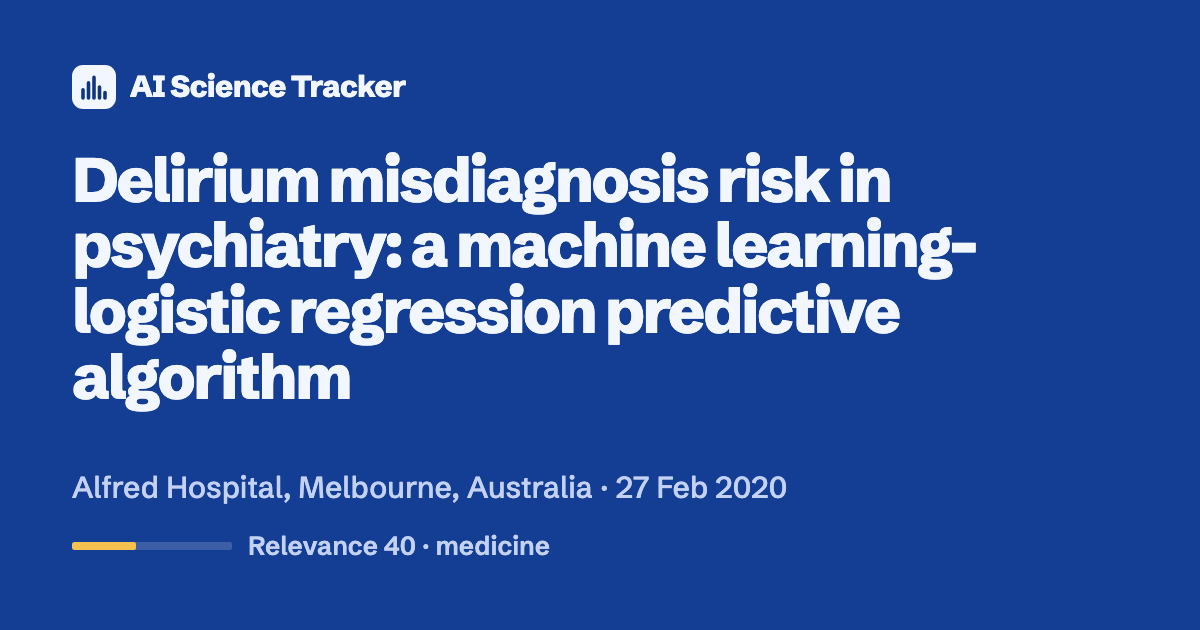 AI Science Tracker
Delirium misdiagnosis risk in
psychiatry: a machine learning-
logistic regression predictive
algorithm
Alfred Hospital, Melbourne, Australia · 27 Feb 2020
Relevance 40 · medicine